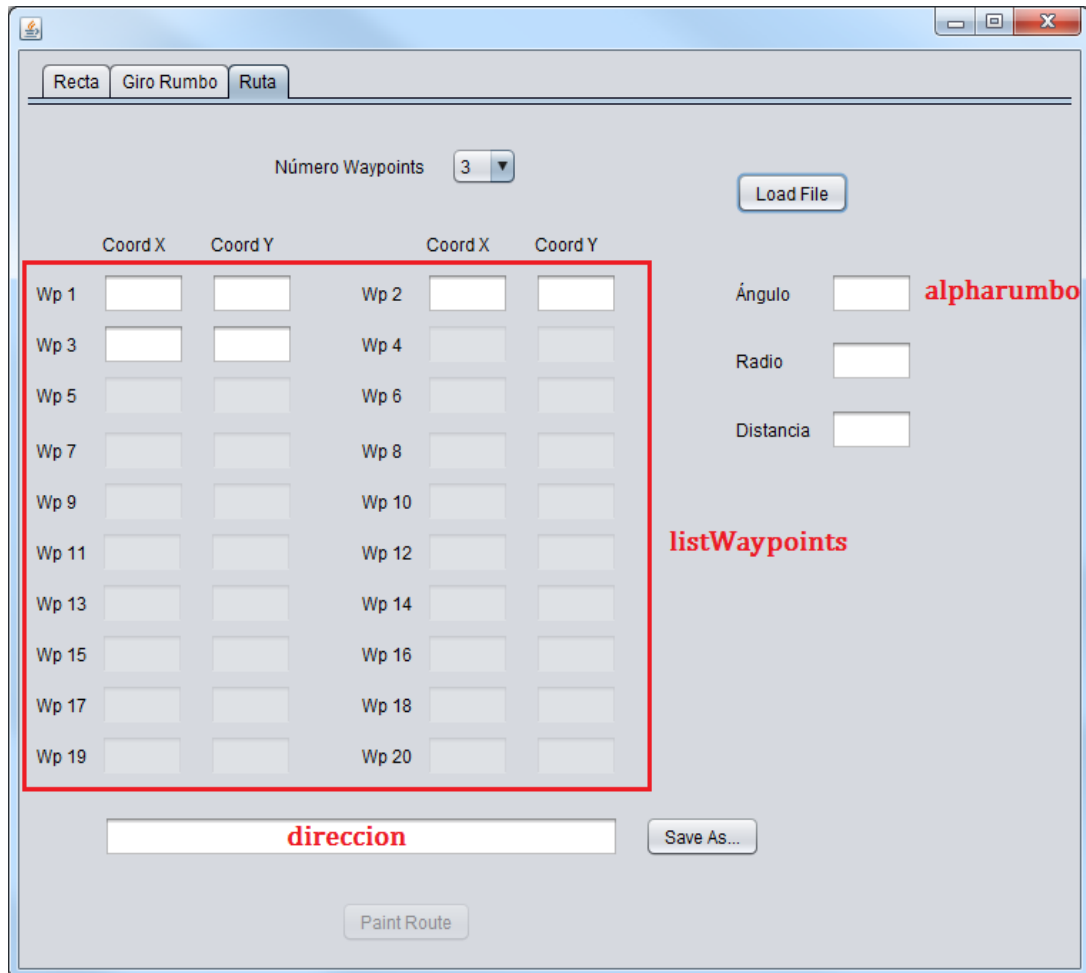 Recta Giro Rumbo Ruta
Número Waypoints 3
Load File
Coord X Coord Y Coord X Coord Y
Wp 1 Wp 2 Ángulo alpharumbo
Wp 3 Wp 4
Radio
Wp 5 Wp 6
Distancia
Wp 7 Wp 8
Wp 9 Wp 10
listWaypoints
Wp 11 Wp 12
Wp 13 Wp 14
Wp 15 Wp 16
Wp 17 Wp 18
Wp 19 Wp 20
direccion Save As...
Paint Route